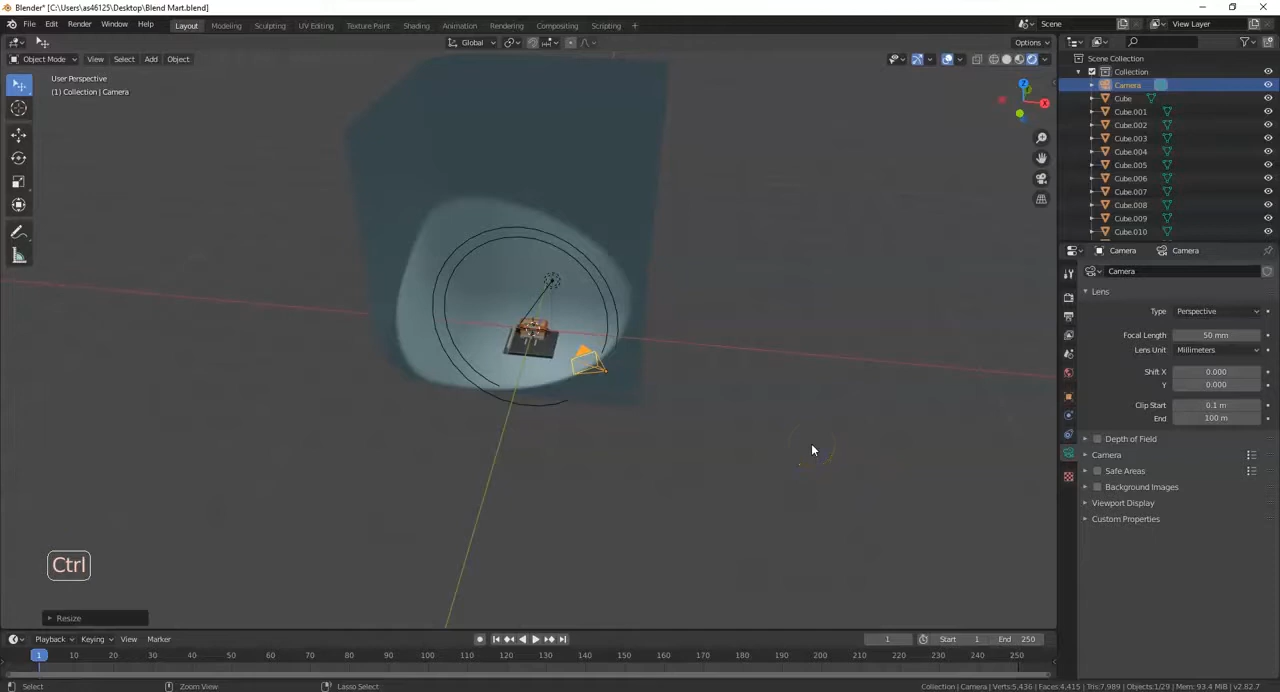 Blender* [C:\Users\as46125\Desktop\Blend Mart.blend]
File Edit Render Window Help Layout Modeling Sculpting UV Editing Texture Paint Shading Animation Rendering Compositing Scripting + Scene View Layer
Global Options
Object Mode View Select Add Object
User Perspective
(1) Collection | Camera
Z
X
Scene Collection
Collection
Camera
Cube
Cube.001
Cube.002
Cube.003
Cube.004
Cube.005
Cube.006
Cube.007
Cube.008
Cube.009
Cube.010
Camera Camera
Camera
Lens
Type Perspective
Focal Length 50 mm
Lens Unit Millimeters
Shift X 0.000
Y 0.000
Clip Start 0.1 m
End 100 m
Depth of Field
Camera
Safe Areas
Background Images
Viewport Display
Custom Properties
Ctrl
Resize
Playback Keying View Marker 1 Start 1 End 250
1 10 20 30 40 50 60 70 80 90 100 110 120 130 140 150 160 170 180 190 200 210 220 230 240 250
Select Zoom View Lasso Select Collection | Camera | Verts:5,436 | Faces:4,415 | Tris:7,989 | Objects:1/29 | Mem: 93.4 MiB | v2.82.7